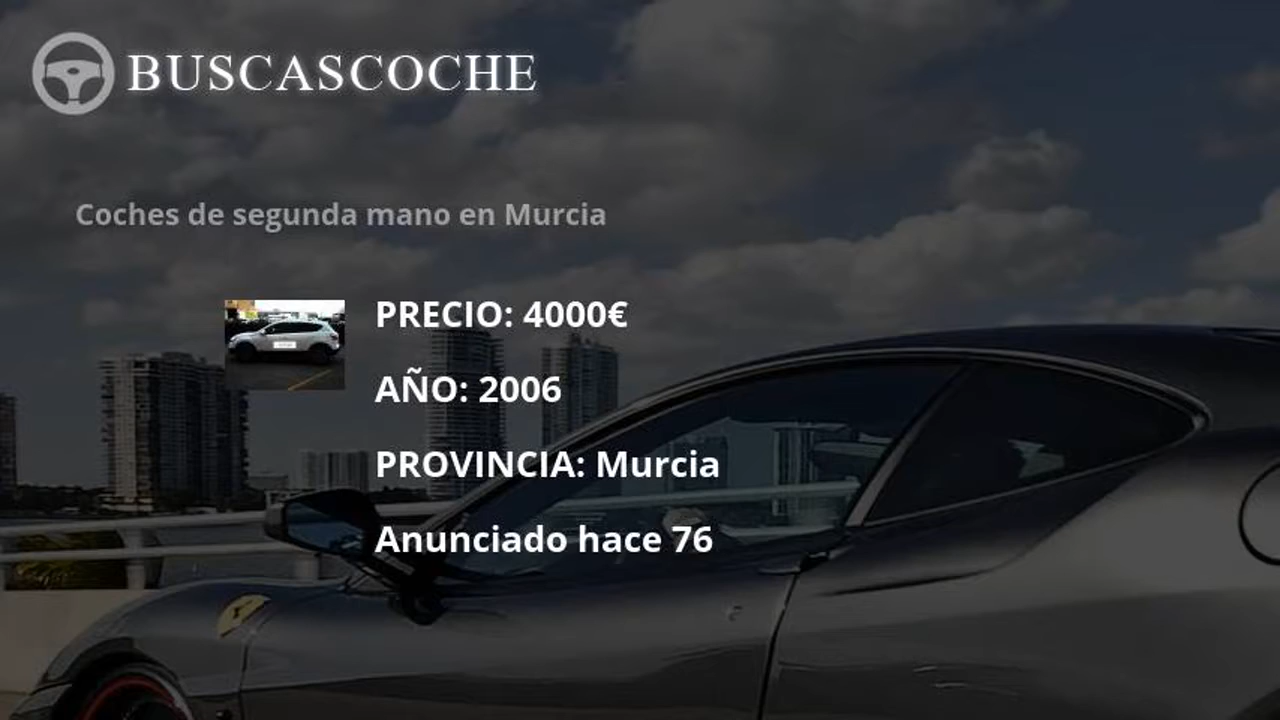 BUSCASCOCHE
Coches de segunda mano en Murcia
PRECIO: 4000€
AÑO: 2006
PROVINCIA: Murcia
Anunciado hace 76